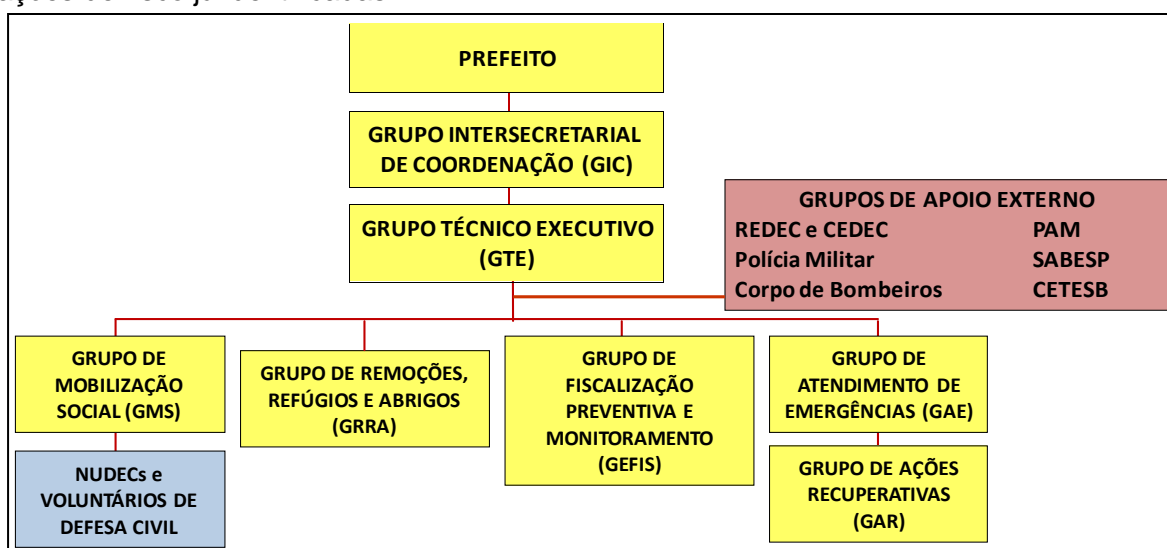 PREFEITO
GRUPO INTERSECRETARIAL
DE COORDENAÇÃO (GIC)
GRUPO TÉCNICO EXECUTIVO
(GTE)
GRUPOS DE APOIO EXTERNO
REDEC e CEDEC PAM
Polícia Militar SABESP
Corpo de Bombeiros CETESB
GRUPO DE
MOBILIZAÇÃO
SOCIAL (GMS)
GRUPO DE REMOÇÕES,
REFÚGIOS E ABRIGOS
(GRRA)
GRUPO DE
FISCALIZAÇÃO
PREVENTIVA E
MONITORAMENTO
(GEFIS)
GRUPO DE
ATENDIMENTO DE
EMERGÊNCIAS (GAE)
NUDECs e
VOLUNTÁRIOS DE
DEFESA CIVIL
GRUPO DE AÇÕES
RECUPERATIVAS
(GAR)